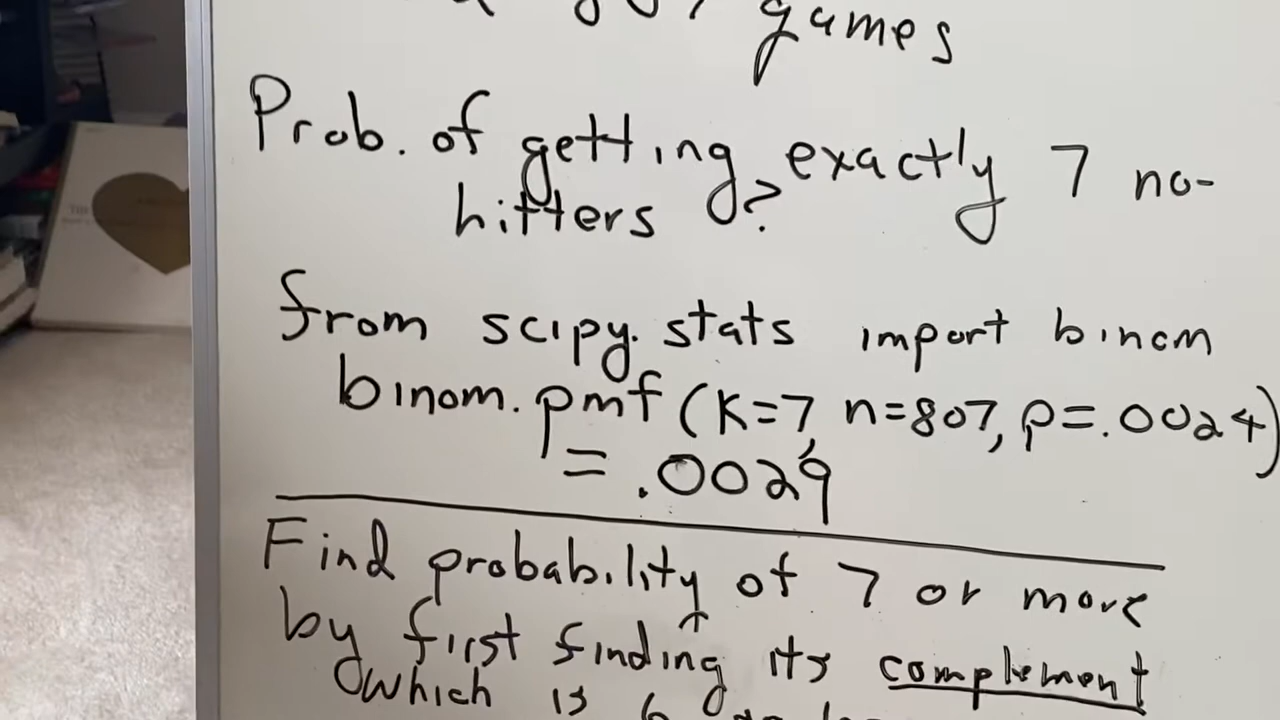 games
Prob. of getting exactly 7 no-
hitters?
from scipy.stats import binom
binom.pmf(K=7, n=807, p=.0024)
= .0029
Find probability of 7 or more
by first finding its complement
which is 6